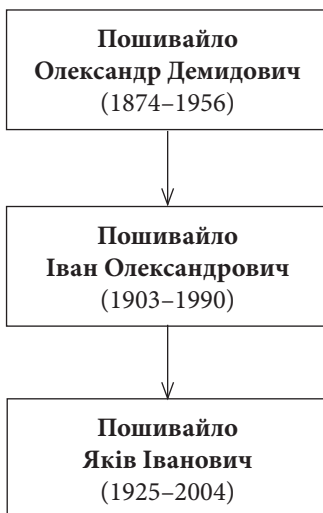 Пошивайло
Олександр Демидович
(1874–1956)
Пошивайло
Іван Олександрович
(1903–1990)
Пошивайло
Яків Іванович
(1925–2004)